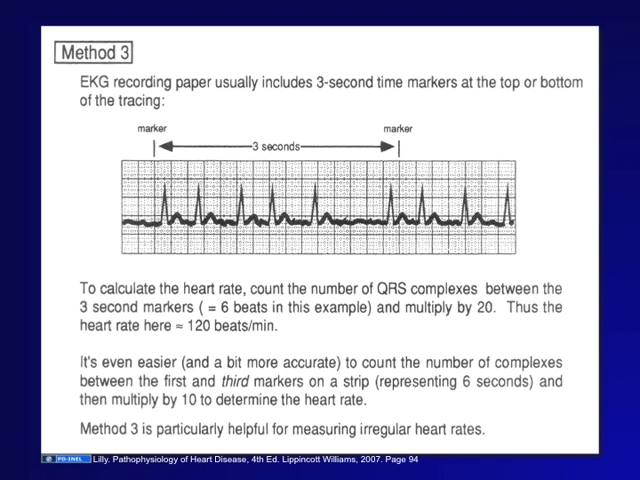 Method 3
EKG recording paper usually includes 3-second time markers at the top or bottom
of the tracing:
marker
marker
3 seconds
To calculate the heart rate, count the number of QRS complexes between the
3 second markers ( = 6 beats in this example) and multiply by 20. Thus the
heart rate here ≈ 120 beats/min.
It's even easier (and a bit more accurate) to count the number of complexes
between the first and third markers on a strip (representing 6 seconds) and
then multiply by 10 to determine the heart rate.
Method 3 is particularly helpful for measuring irregular heart rates.
Lilly. Pathophysiology of Heart Disease, 4th Ed. Lippincott Williams, 2007. Page 94